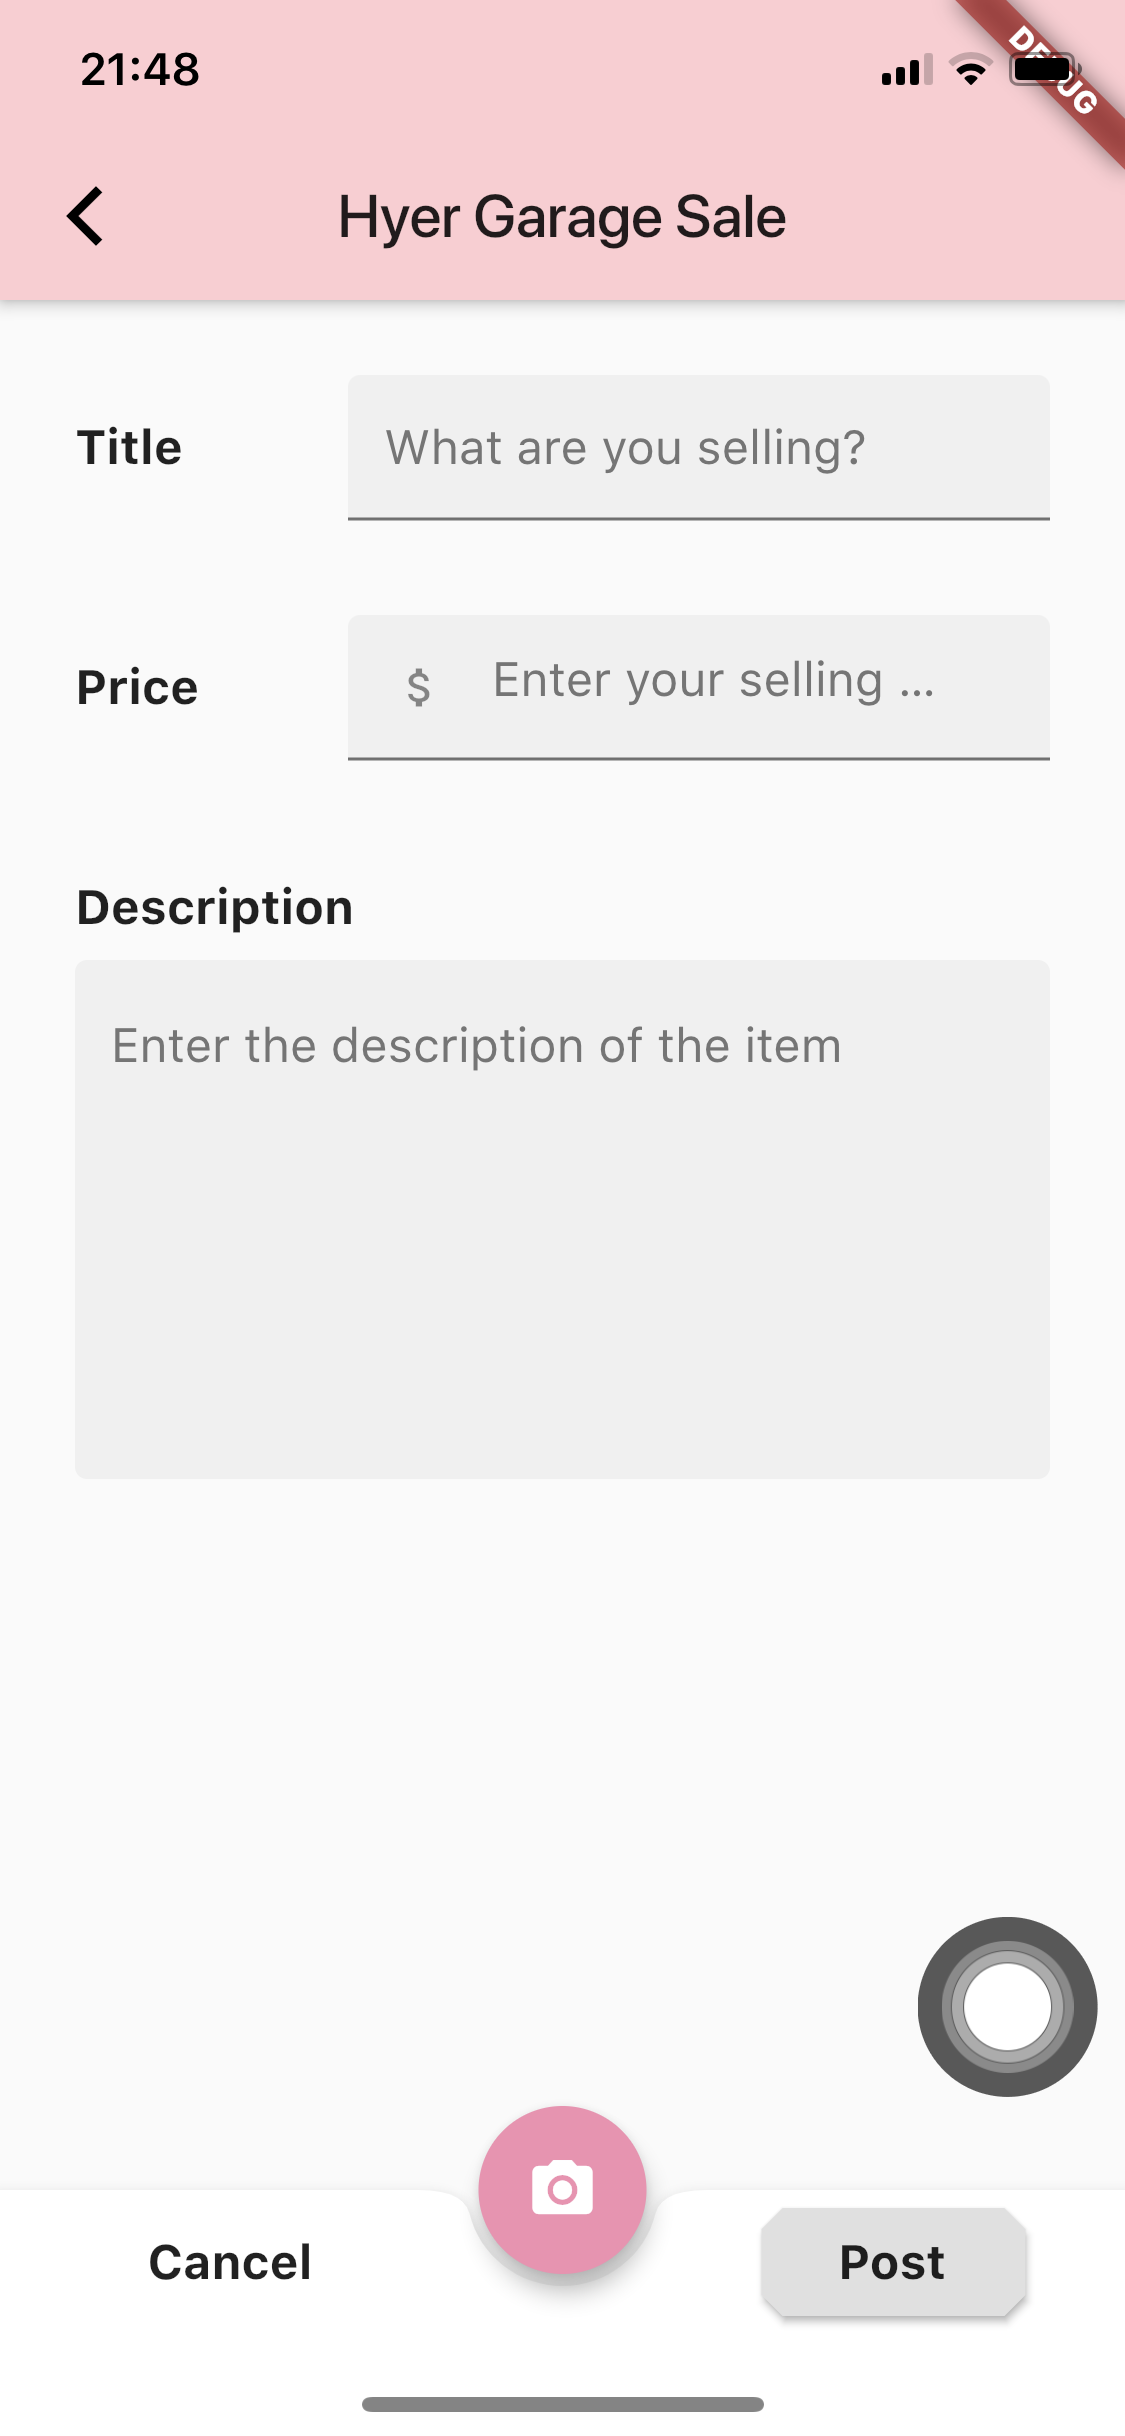 21:48
DEBUG
Hyer Garage Sale
Title
What are you selling?
Price
$ Enter your selling ...
Description
Enter the description of the item
Cancel
Post